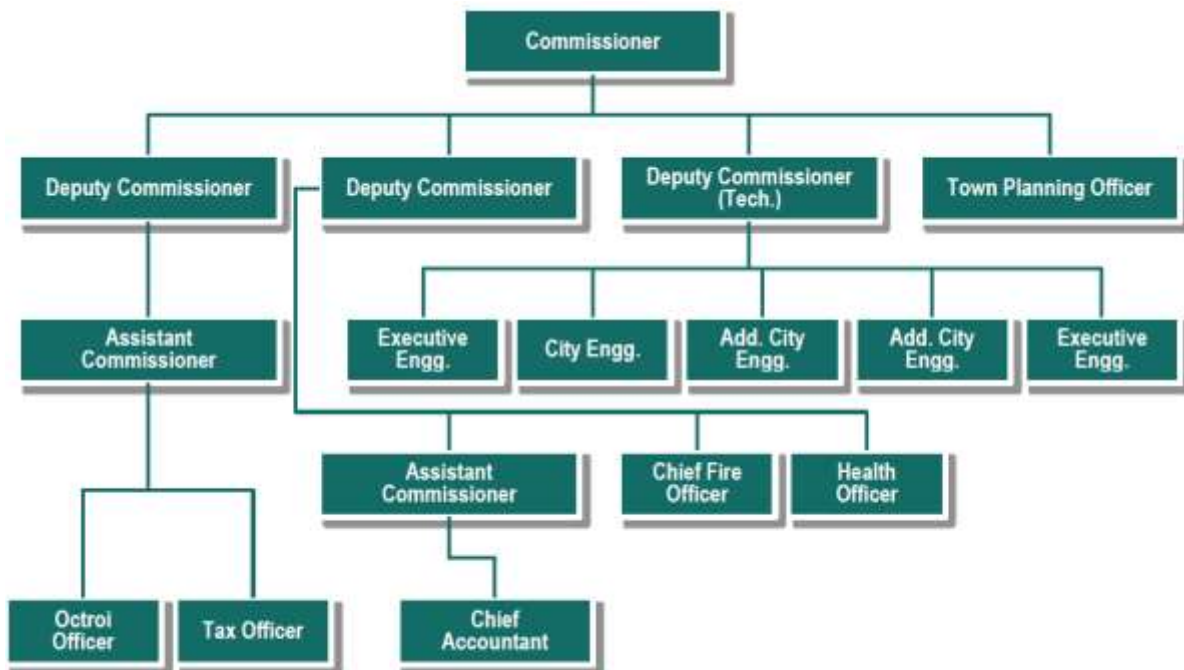 Commissioner
Deputy Commissioner
Deputy Commissioner
Deputy Commissioner
(Tech.)
Town Planning Officer
Assistant
Commissioner
Executive
Engg.
City Engg.
Add. City
Engg.
Add. City
Engg.
Executive
Engg.
Assistant
Commissioner
Chief Fire
Officer
Health
Officer
Octroi
Officer
Tax Officer
Chief
Accountant